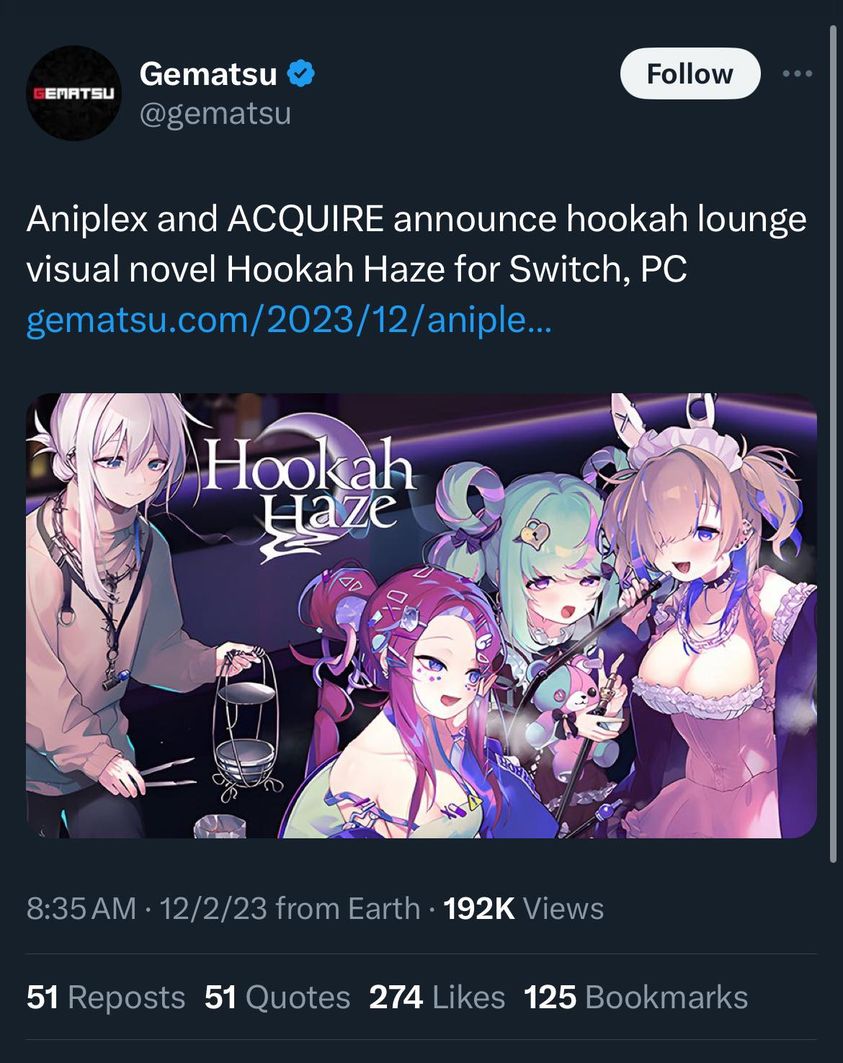 GEMATSU
Gematsu
@gematsu
Follow
Aniplex and ACQUIRE announce hookah lounge
visual novel Hookah Haze for Switch, PC
gematsu.com/2023/12/aniple...
Hookah
Haze
8:35 AM · 12/2/23 from Earth · 192K Views
51 Reposts 51 Quotes 274 Likes 125 Bookmarks